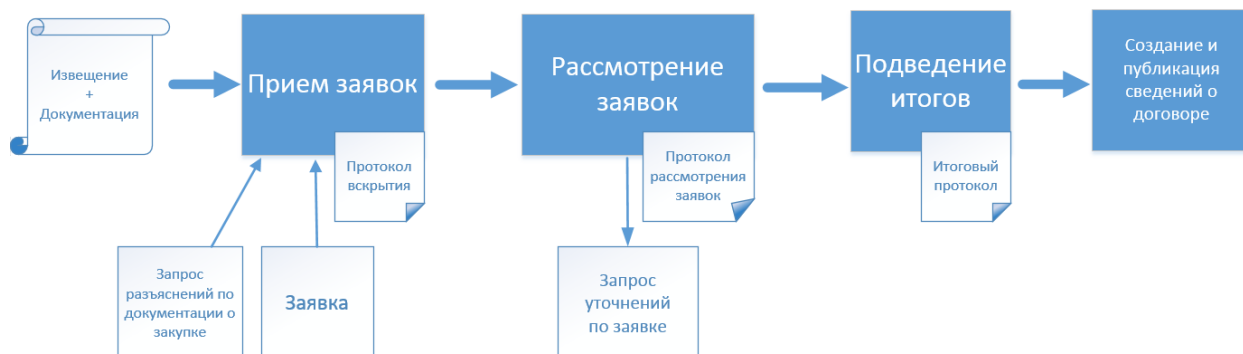 Извещение
+
Документация
Прием заявок
Протокол
вскрытия
Запрос
разъяснений по
документации о
закупке
Заявка
Рассмотрение
заявок
Протокол
рассмотрения
заявок
Запрос
уточнений
по заявке
Подведение
итогов
Итоговый
протокол
Создание и
публикация
сведений о
договоре